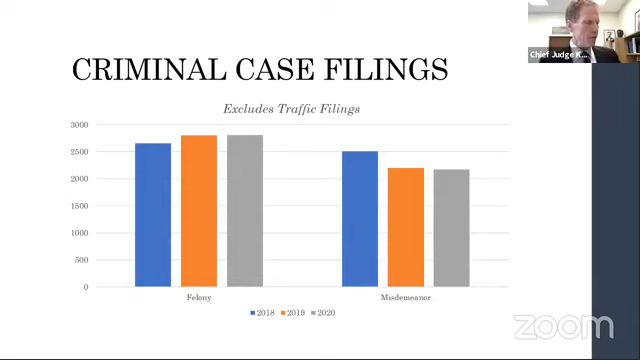 Chief Judge K...
CRIMINAL CASE FILINGS
Excludes Traffic Filings
3000
2500
2000
1500
1000
500
0
Felony
Misdemeanor
2018 2019 2020
zoom